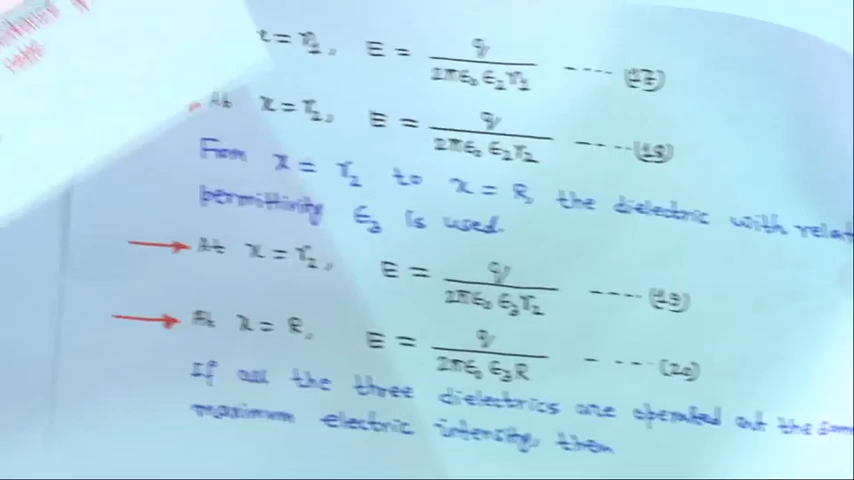 x = r₁, E = q / 2πε₀ε₂r₁ ---- (17)
At x = r₂, E = q / 2πε₀ε₂r₂ ---- (18)
From x = r₂ to x = R, the dielectric with relat
permittivity ε₃ is used.
At x = r₂, E = q / 2πε₀ε₃r₂ ---- (19)
At x = R, E = q / 2πε₀ε₃R ---- (20)
If all the three dielectrics are operated at the same
maximum electric intensity, then